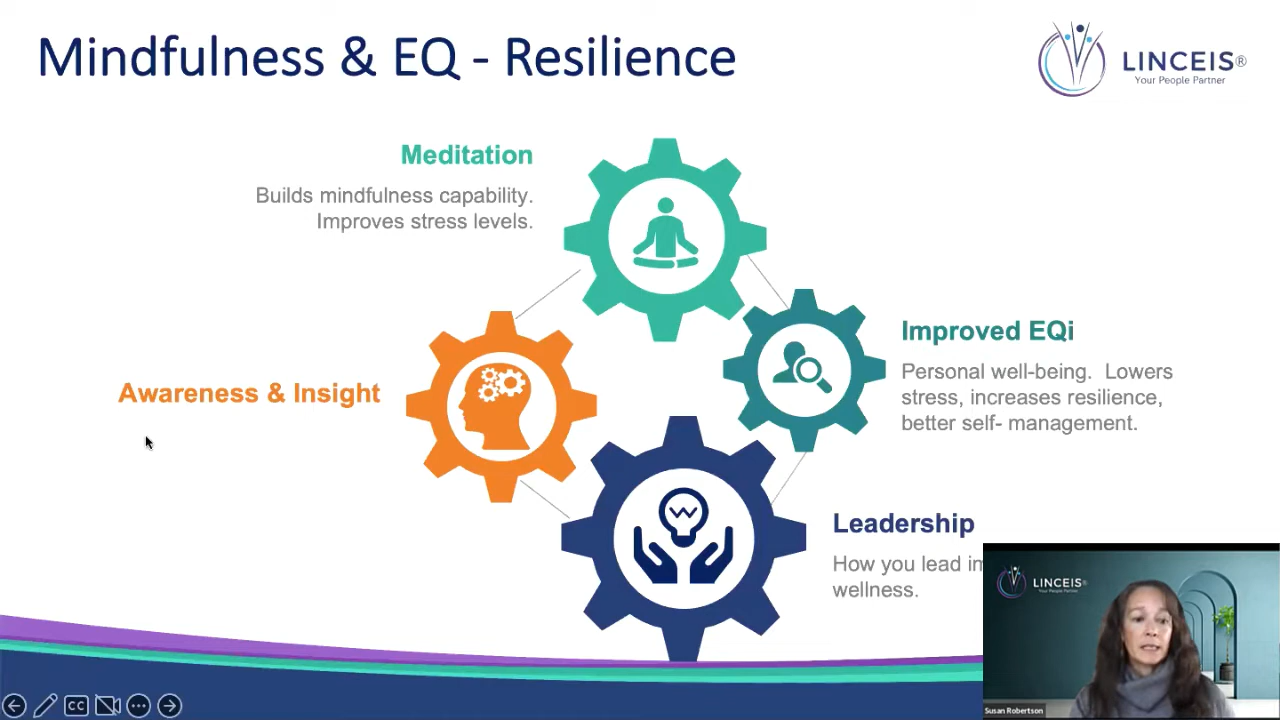 Mindfulness & EQ - Resilience
LINCEIS®
Your People Partner
Meditation
Builds mindfulness capability.
Improves stress levels.
Improved EQi
Personal well-being.  Lowers
stress, increases resilience,
better self- management.
Awareness & Insight
Leadership
How you lead
wellness.
LINCEIS®
Your People Partner
Susan Robertson
CC